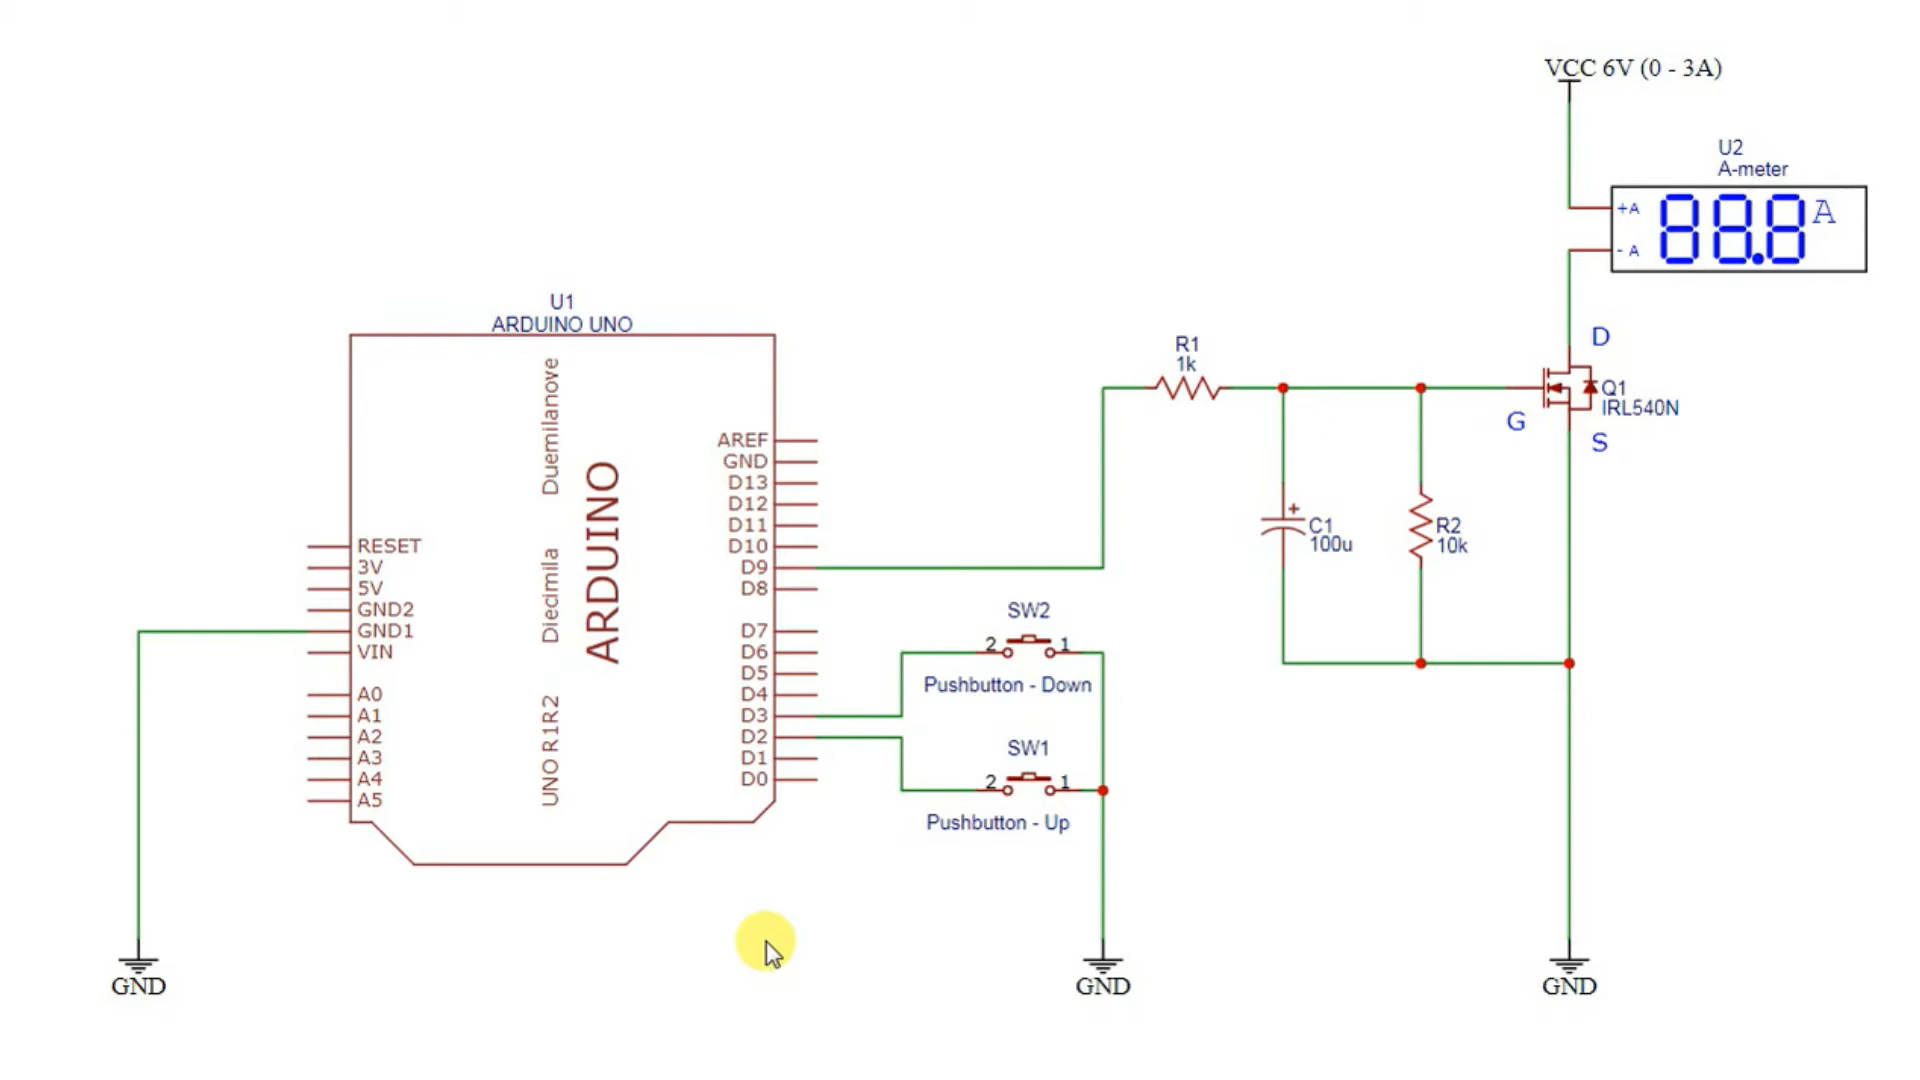 VCC 6V (0 - 3A)
U2
A-meter
+A
88.8 A
- A
U1
ARDUINO UNO
D
R1
1k
Q1
IRL540N
G
S
Duemilanove
Diecimila
UNO R1R2
ARDUINO
AREF
GND
D13
D12
D11
D10
D9
D8
D7
D6
D5
D4
D3
D2
D1
D0
RESET
3V
5V
GND2
GND1
VIN
A0
A1
A2
A3
A4
A5
+
C1
100u
R2
10k
SW2
2 1
Pushbutton - Down
SW1
2 1
Pushbutton - Up
GND
GND
GND